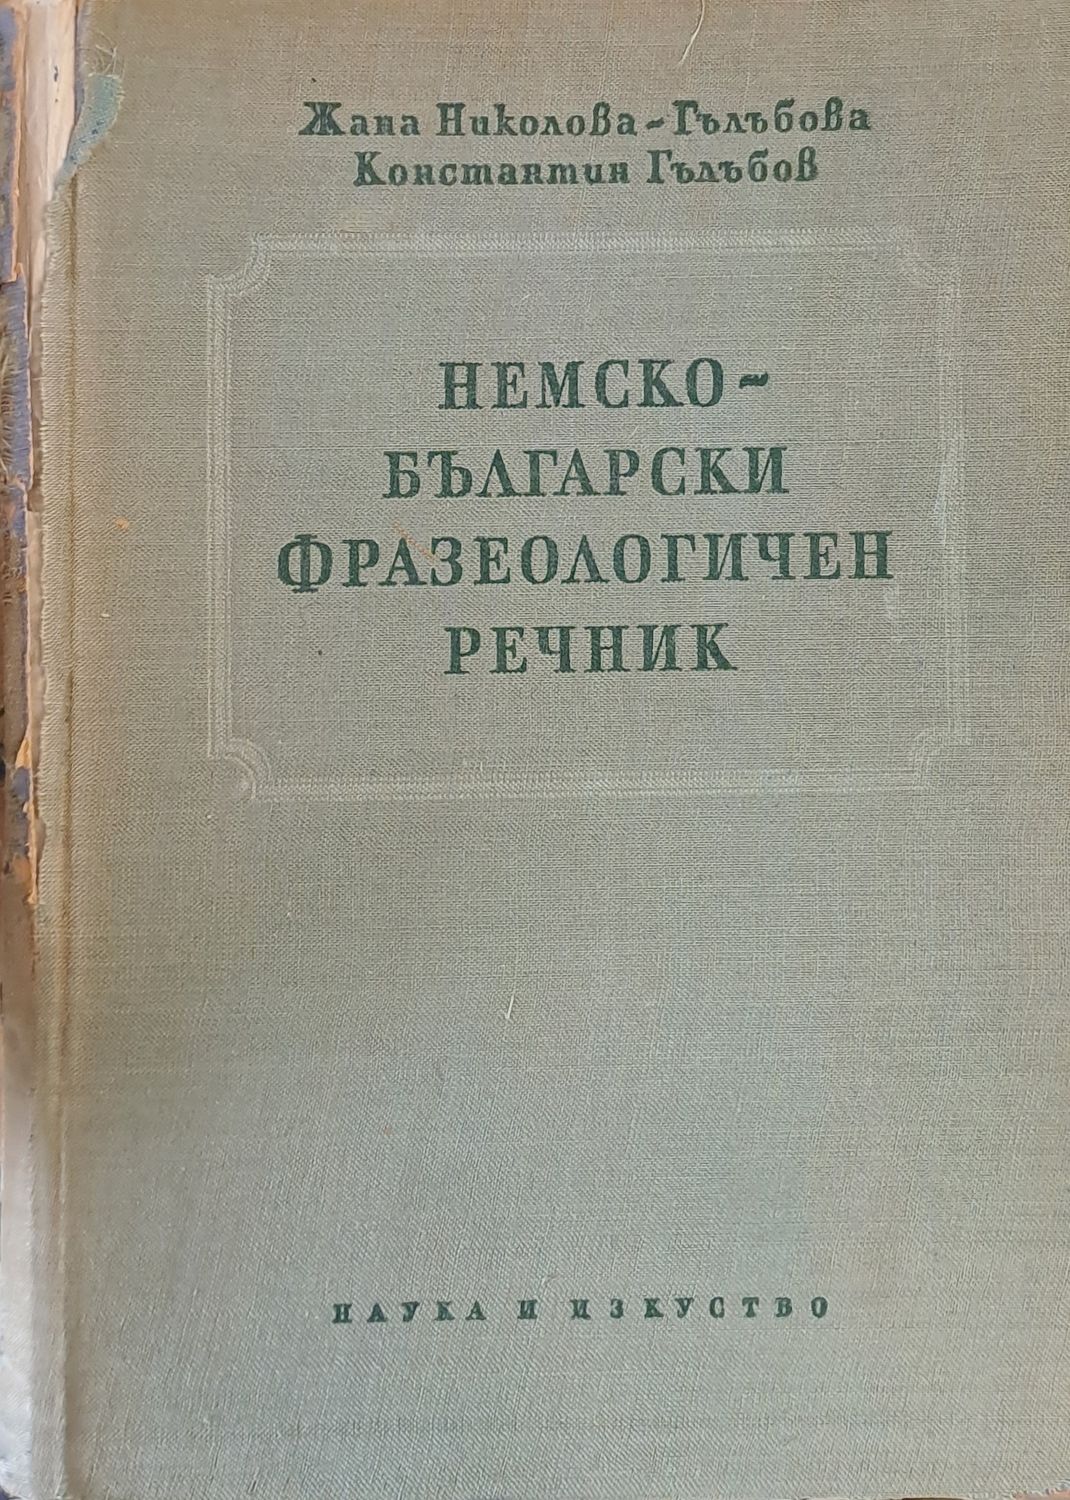 Жана Николова-Гълъбова
Константин Гълъбов
НЕМСКО-
БЪЛГАРСКИ
ФРАЗЕОЛОГИЧЕН
РЕЧНИК
НАУКА И ИЗКУСТВО